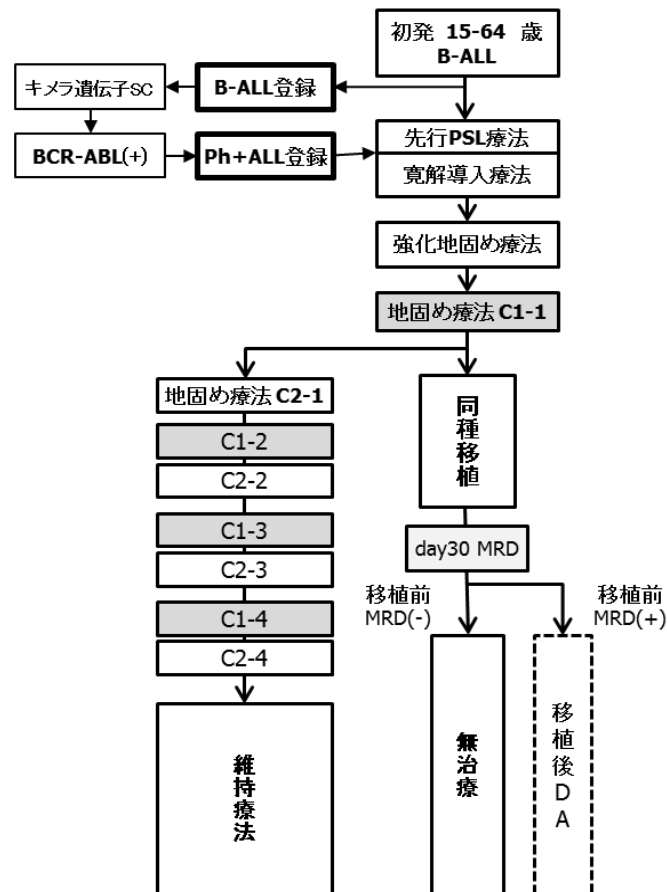 初発 15-64 歳
B-ALL
B-ALL登録
キメラ遺伝子SC
BCR-ABL(+)
Ph+ALL登録
先行PSL療法
寛解導入療法
強化地固め療法
地固め療法 C1-1
地固め療法 C2-1
C1-2
C2-2
C1-3
C2-3
C1-4
C2-4
維持療法
同種移植
day30 MRD
移植前
MRD(-)
移植前
MRD(+)
無治療
移植後DA